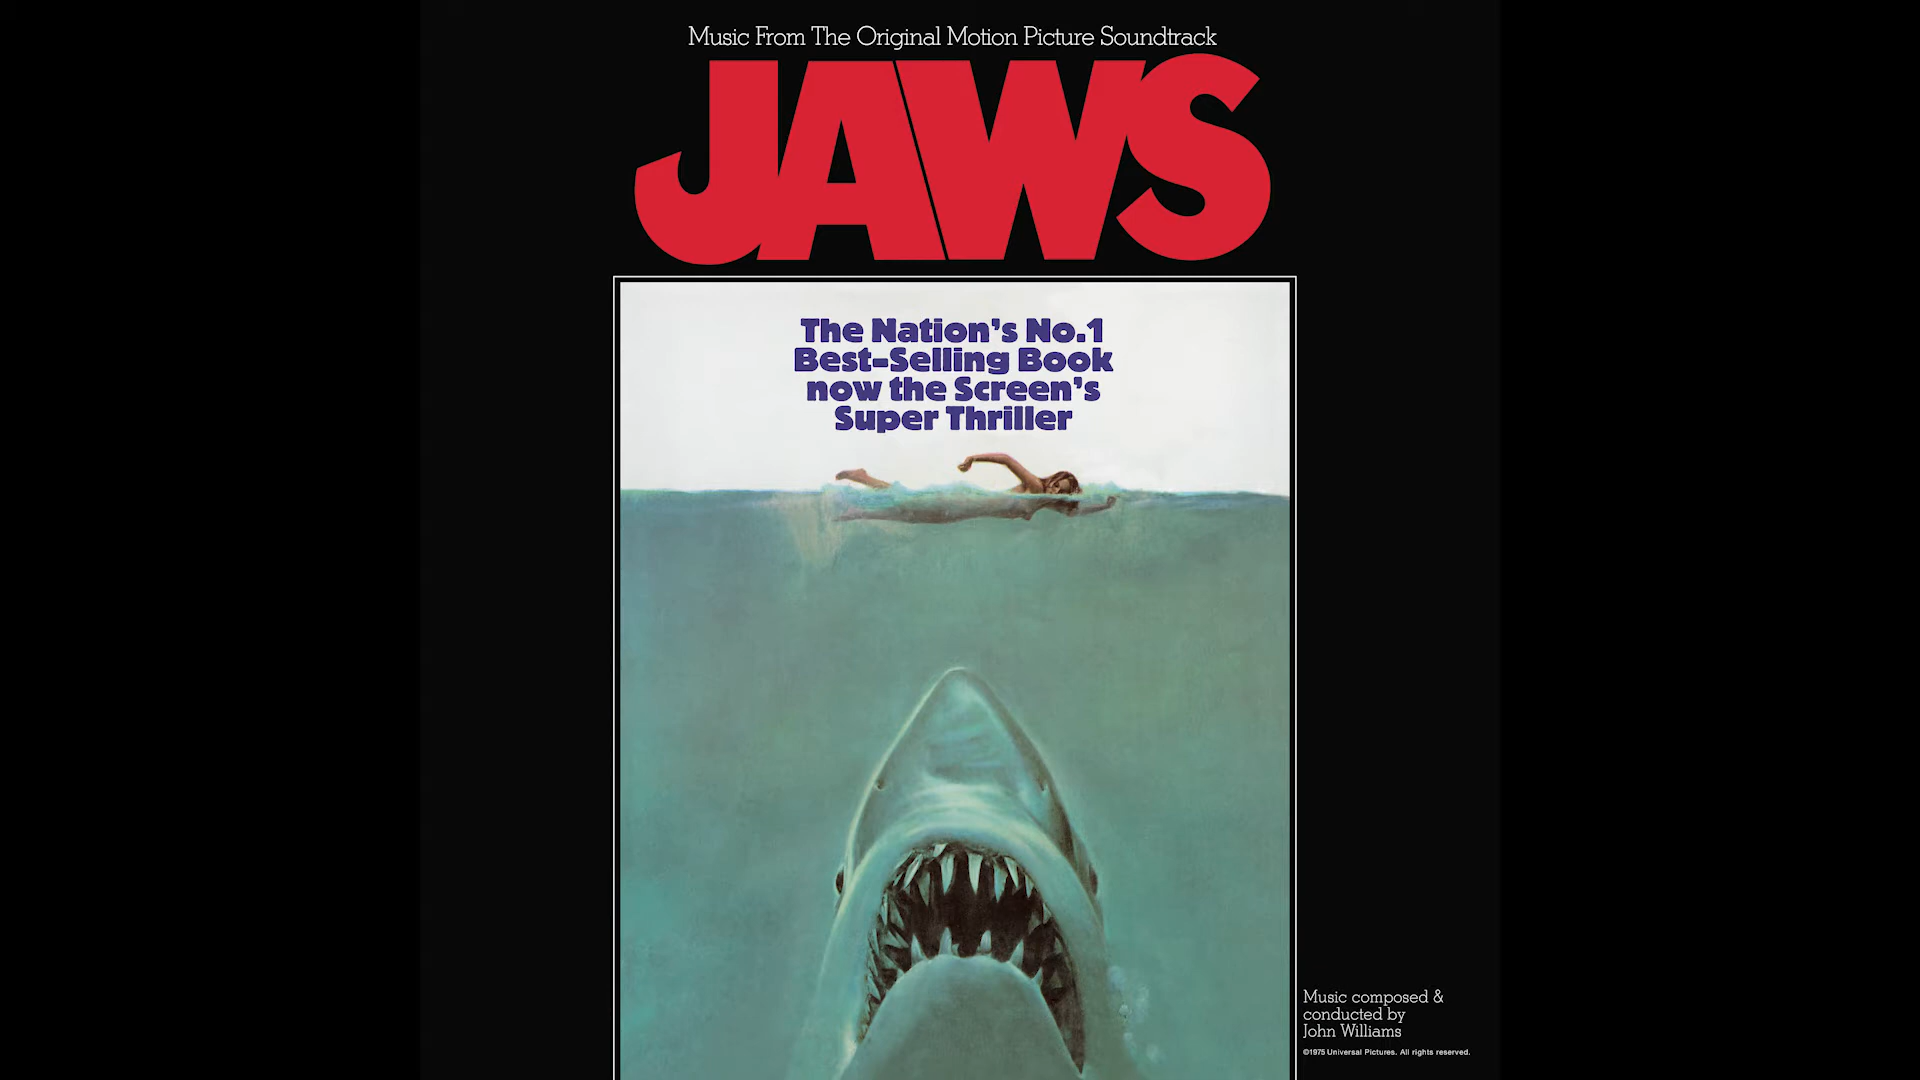 Music From The Original Motion Picture Soundtrack
JAWS
The Nation's No.1
Best-Selling Book
now the Screen's
Super Thriller
Music composed &
conducted by
John Williams
©1975 Universal Pictures. All rights reserved.